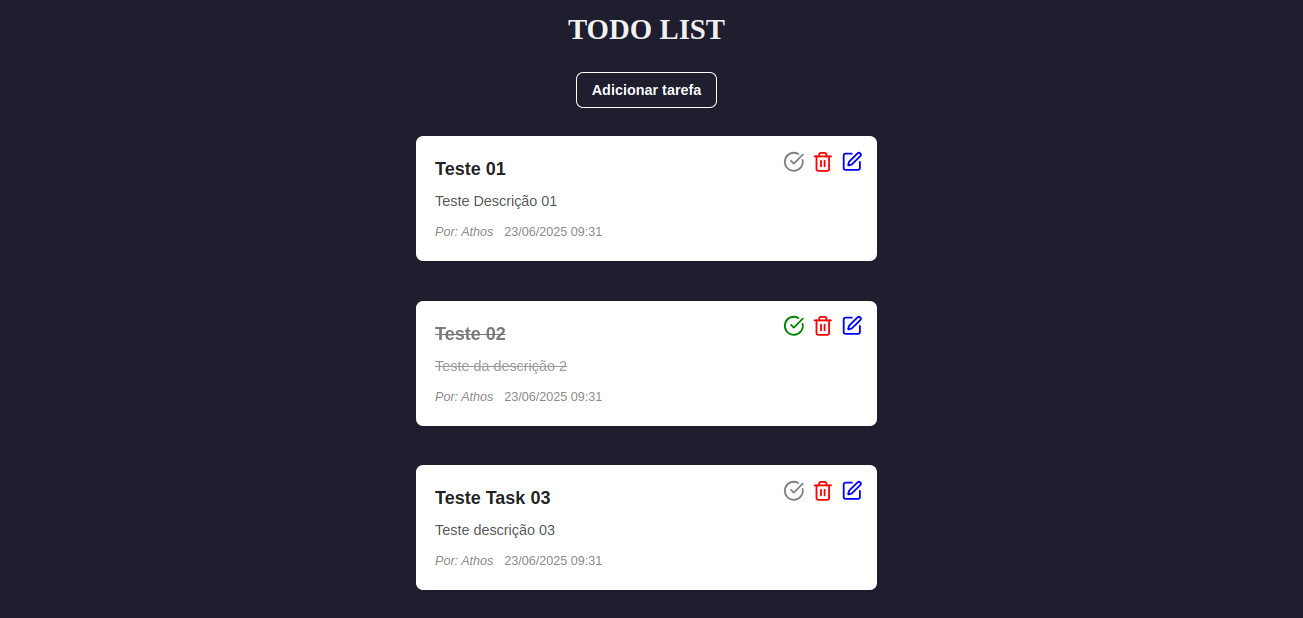 TODO LIST
Adicionar tarefa
Teste 01
Teste Descrição 01
Por: Athos 23/06/2025 09:31
Teste 02
Teste da descrição 2
Por: Athos 23/06/2025 09:31
Teste Task 03
Teste descrição 03
Por: Athos 23/06/2025 09:31